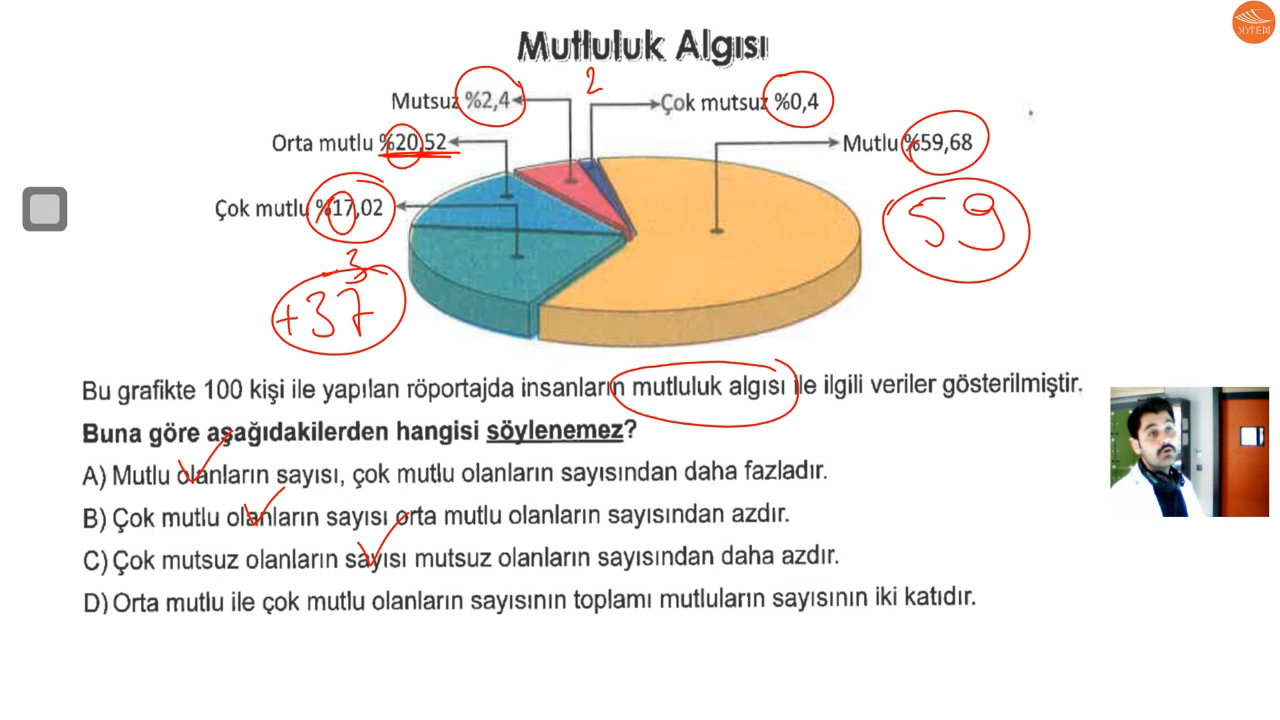 SIYTEM
Mutluluk Algısı
Mutsuz %2,4
2
Çok mutsuz %0,4
Orta mutlu %20,52
Mutlu %59,68
Çok mutlu %17,02
59
3
+37
Bu grafikte 100 kişi ile yapılan röportajda insanların mutluluk algısı ile ilgili veriler gösterilmiştir.
Buna göre aşağıdakilerden hangisi söylenemez?
A) Mutlu olanların sayısı, çok mutlu olanların sayısından daha fazladır.
B) Çok mutlu olanların sayısı orta mutlu olanların sayısından azdır.
C) Çok mutsuz olanların sayısı mutsuz olanların sayısından daha azdır.
D) Orta mutlu ile çok mutlu olanların sayısının toplamı mutluların sayısının iki katıdır.